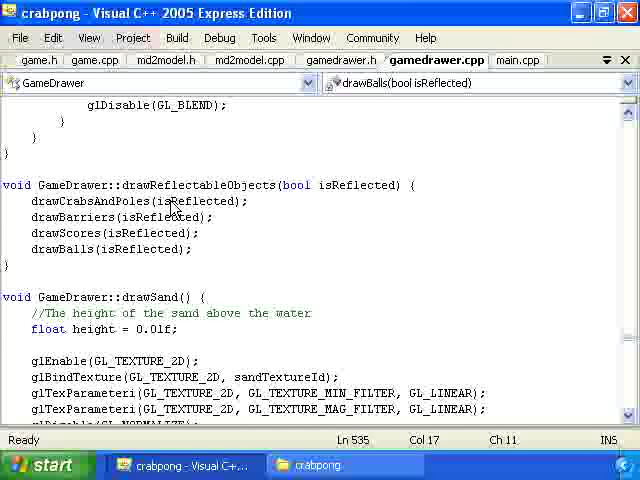 crabpong - Visual C++ 2005 Express Edition
File Edit View Project Build Debug Tools Window Community Help
game.h game.cpp md2model.h md2model.cpp gamedrawer.h gamedrawer.cpp main.cpp
GameDrawer drawBalls(bool isReflected)
glDisable(GL_BLEND);
}
}
}
void GameDrawer::drawReflectableObjects(bool isReflected) {
drawCrabsAndPoles(isReflected);
drawBarriers(isReflected);
drawScores(isReflected);
drawBalls(isReflected);
}
void GameDrawer::drawSand() {
//The height of the sand above the water
float height = 0.01f;
glEnable(GL_TEXTURE_2D);
glBindTexture(GL_TEXTURE_2D, sandTextureId);
glTexParameteri(GL_TEXTURE_2D, GL_TEXTURE_MIN_FILTER, GL_LINEAR);
glTexParameteri(GL_TEXTURE_2D, GL_TEXTURE_MAG_FILTER, GL_LINEAR);
glDisable(GL_NORMALIZE);
Ready Ln 535 Col 17 Ch 11 INS
start crabpong - Visual C+... crabpong